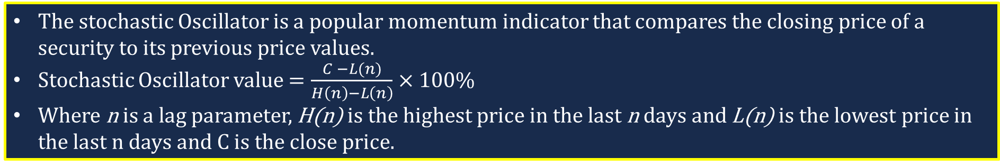 • The stochastic Oscillator is a popular momentum indicator that compares the closing price of a
security to its previous price values.
• Stochastic Oscillator value = \frac{C - L(n)}{H(n) - L(n)} × 100%
• Where n is a lag parameter, H(n) is the highest price in the last n days and L(n) is the lowest price in
the last n days and C is the close price.